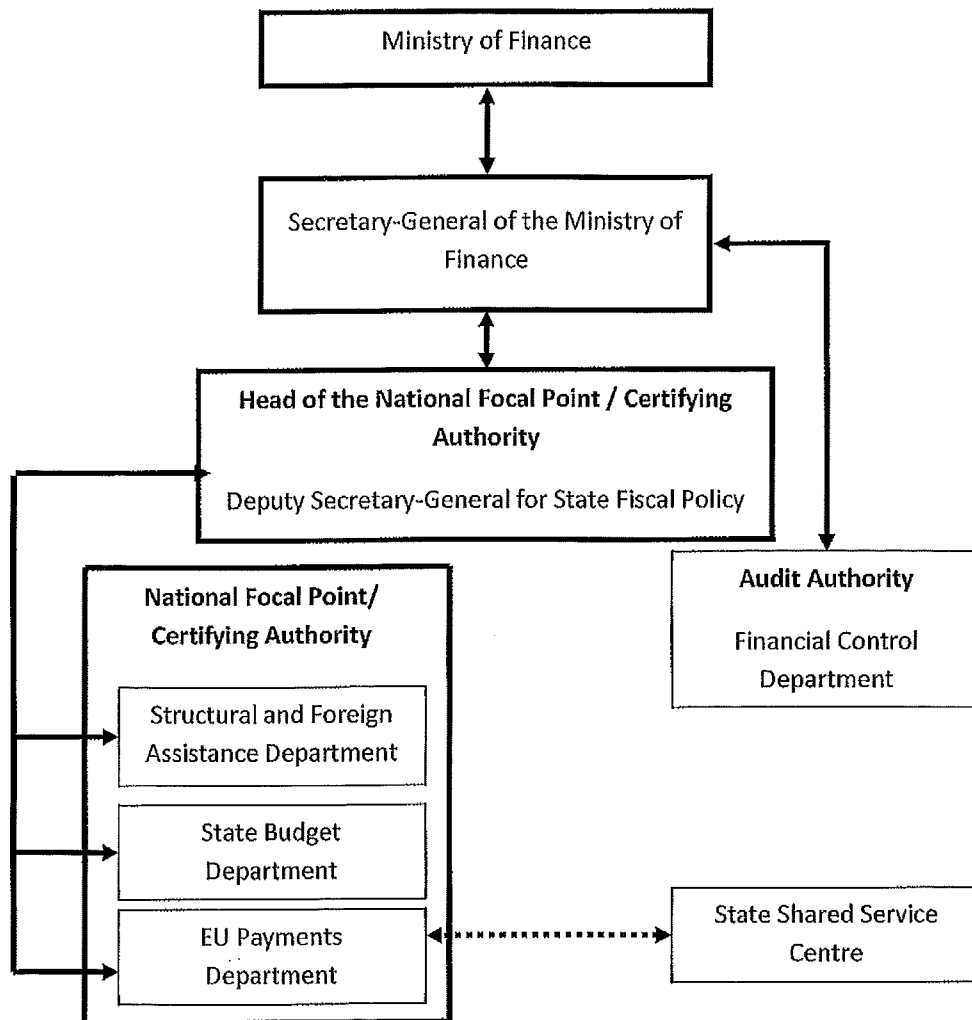 Ministry of Finance
Secretary-General of the Ministry of
Finance
Head of the National Focal Point / Certifying
Authority
Deputy Secretary-General for State Fiscal Policy
National Focal Point/
Certifying Authority
Structural and Foreign
Assistance Department
State Budget
Department
EU Payments
Department
Audit Authority
Financial Control
Department
State Shared Service
Centre